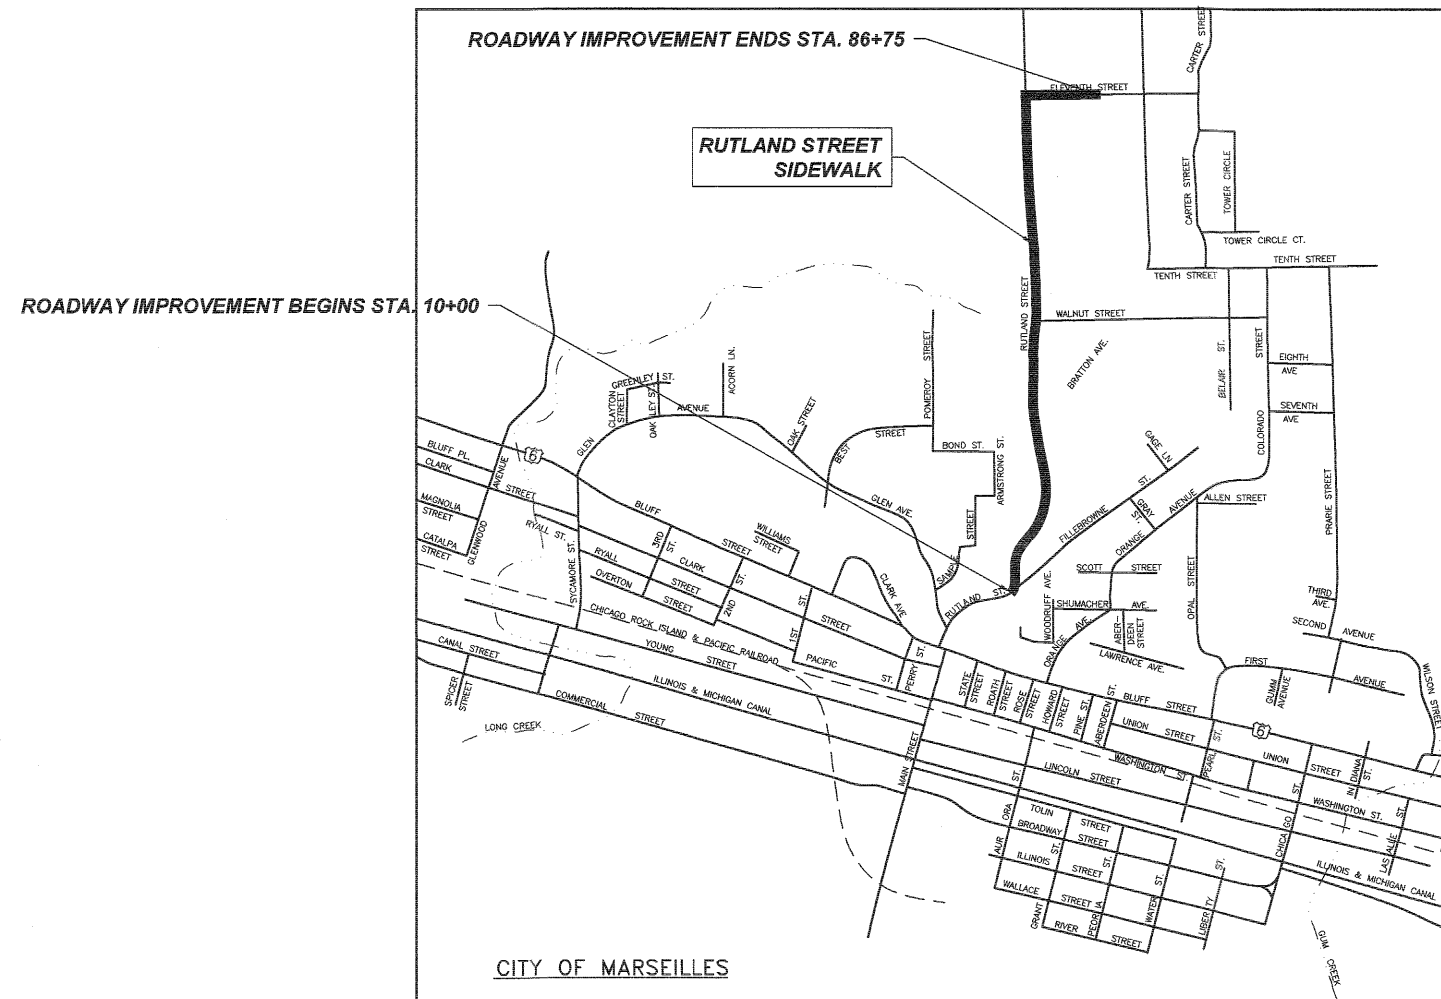 ROADWAY IMPROVEMENT ENDS STA. 86+75
CARTER STREET
ELEVENTH STREET
RUTLAND STREET
SIDEWALK
CARTER STREET
TOWER CIRCLE
TOWER CIRCLE CT.
TENTH STREET
TENTH STREET
ROADWAY IMPROVEMENT BEGINS STA. 10+00
RUTLAND STREET
WALNUT STREET
BRATTON AVE.
BELAIR ST.
COLORADO STREET
EIGHTH
AVE
SEVENTH
AVE
PRARIE STREET
ACORN LN.
GREENLEY ST.
CLAYTON
STREET
OAKLEY ST.
GLEN AVENUE
OAK STREET
POMEROY STREET
BEST STREET
BOND ST.
ARMSTRONG ST.
GAGE LN
GLEN AVE.
SAMPLE STREET
FILLEBROWNE ST.
GRAY
ST.
ORANGE AVENUE
ALLEN STREET
BLUFF PL.
CLARK STREET
6
GLENWOOD AVENUE
MAGNOLIA
STREET
CATALPA
STREET
BLUFF STREET
WILLIAMS
STREET
RYALL ST.
SYCAMORE ST.
RYALL STREET
3RD ST.
CLARK STREET
OVERTON STREET
2ND ST.
1ST ST.
CLARK AVE
RUTLAND ST.
WOODRUFF AVE.
SCOTT STREET
SHUMACHER AVE.
ABER-
DEEN
STREET
ORANGE AVE.
LAWRENCE AVE.
OPAL STREET
THIRD
AVE.
SECOND AVENUE
FIRST AVENUE
GUMM
AVENUE
WILSON STREET
CHICAGO ROCK ISLAND & PACIFIC RAILROAD
PACIFIC ST.
PERRY ST.
YOUNG STREET
ILLINOIS & MICHIGAN CANAL
CANAL STREET
SPICER
STREET
COMMERCIAL STREET
LONG CREEK
MAIN STREET
STATE
STREET
ROATH
STREET
ROSE
STREET
HOWARD
STREET
PINE ST.
ABERDEEN ST.
BLUFF STREET
UNION STREET
PEARL ST.
6
UNION STREET
INDIANA ST.
WASHINGTON ST.
WASHINGTON ST.
LINCOLN STREET
AURORA ST.
TOLIN STREET
BROADWAY STREET
ILLINOIS STREET
WALLACE STREET
GRANT ST.
RIVER STREET
PEORIA ST.
WATER ST.
LIBERTY ST.
CHICAGO ST.
LASALLE ST.
ILLINOIS & MICHIGAN CANAL
GUM CREEK
CITY OF MARSEILLES